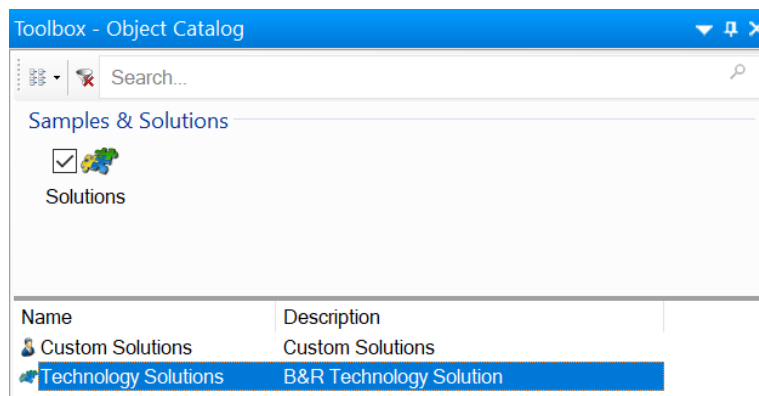 Toolbox - Object Catalog
Search...
Samples & Solutions
Solutions
Name Description
Custom Solutions Custom Solutions
Technology Solutions B&R Technology Solution